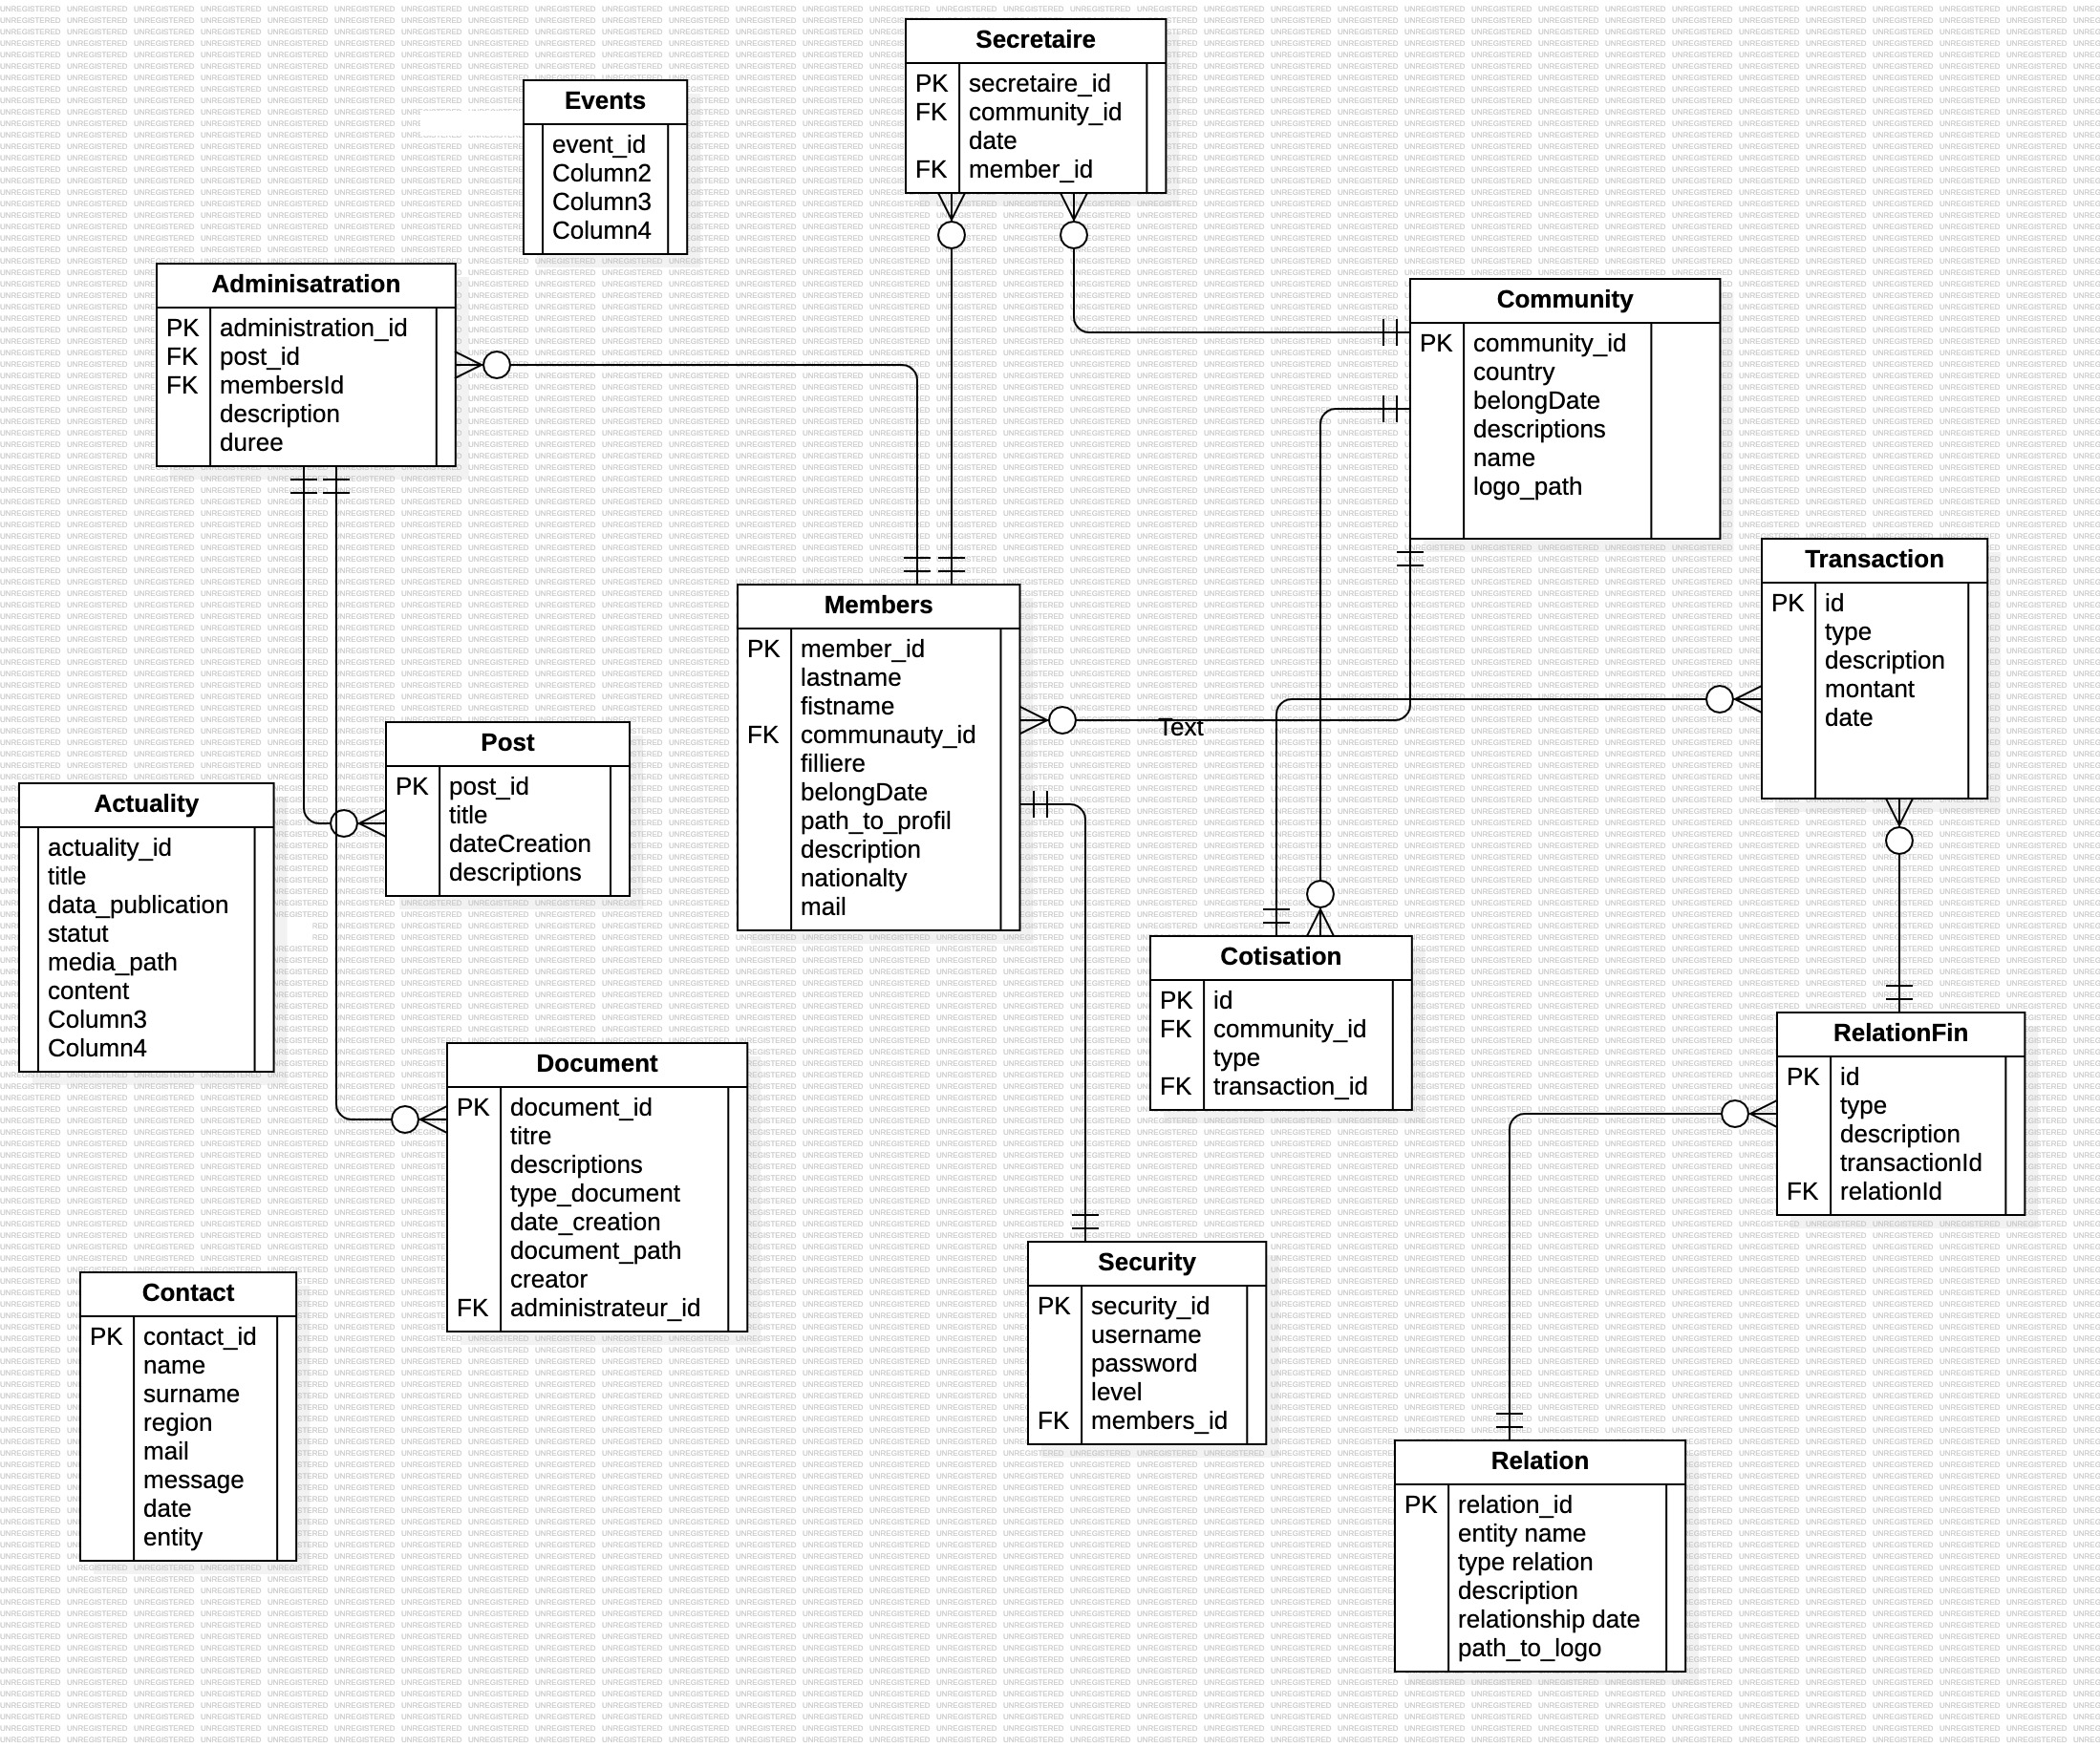 Secretaire
PK secretaire_id
FK community_id
date
FK member_id
Events
event_id
Column2
Column3
Column4
Adminisatration
PK administration_id
FK post_id
FK membersId
description
duree
Community
PK community_id
country
belongDate
descriptions
name
logo_path
Transaction
PK id
type
description
montant
date
Members
PK member_id
lastname
fistname
FK communauty_id
filliere
belongDate
path_to_profil
description
nationalty
mail
Text
Post
PK post_id
title
dateCreation
descriptions
Actuality
actuality_id
title
data_publication
statut
media_path
content
Column3
Column4
Cotisation
PK id
FK community_id
type
FK transaction_id
RelationFin
PK id
type
description
transactionId
FK relationId
Document
PK document_id
titre
descriptions
type_document
date_creation
document_path
creator
FK administrateur_id
Security
PK security_id
username
password
level
FK members_id
Contact
PK contact_id
name
surname
region
mail
message
date
entity
Relation
PK relation_id
entity name
type relation
description
relationship date
path_to_logo
UNREGISTERED